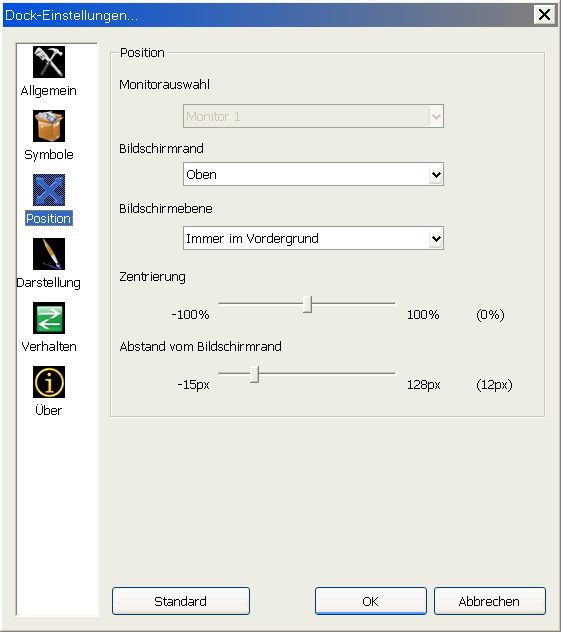 Dock-Einstellungen...
Allgemein
Symbole
Position
Darstellung
Verhalten
Über
Position
Monitorauswahl
Monitor 1
Bildschirmrand
Oben
Bildschirmebene
Immer im Vordergrund
Zentrierung
-100% 100% (0%)
Abstand vom Bildschirmrand
-15px 128px (12px)
Standard OK Abbrechen